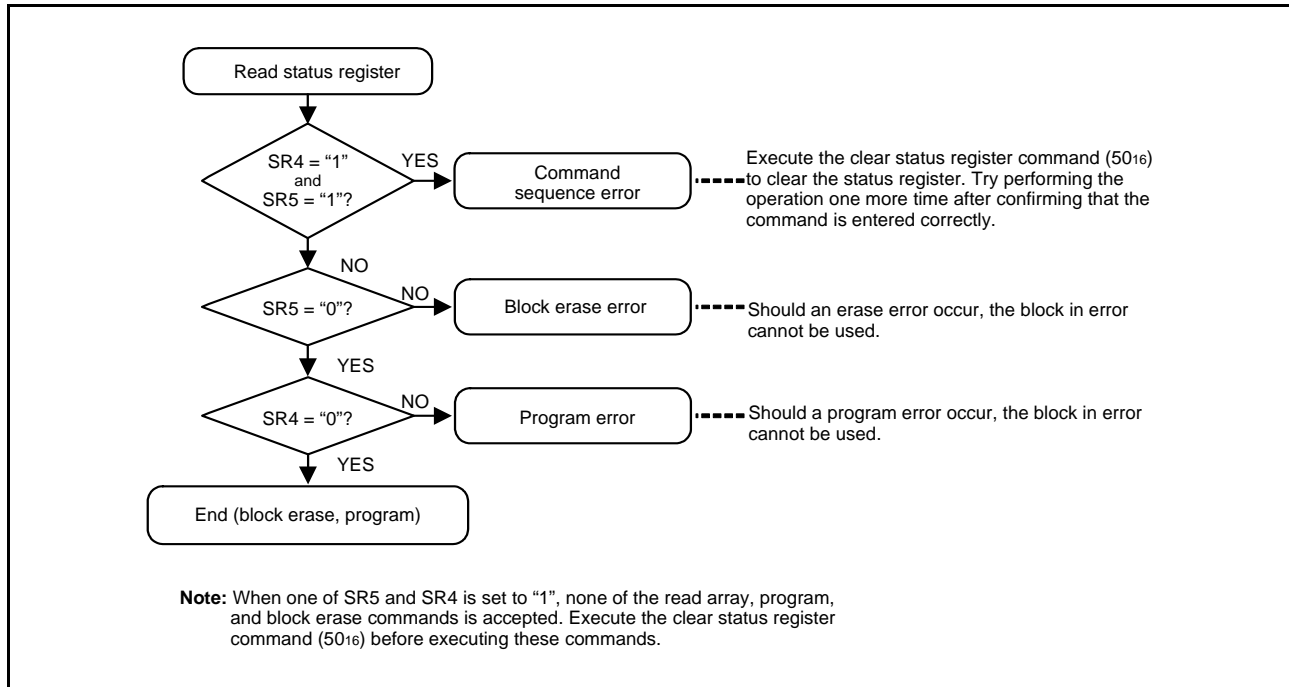 Read status register
SR4 = “1”
and
SR5 = “1”?
YES
Command
sequence error
Execute the clear status register command (5016)
to clear the status register. Try performing the
operation one more time after confirming that the
command is entered correctly.
NO
SR5 = “0”?
NO
Block erase error
Should an erase error occur, the block in error
cannot be used.
YES
SR4 = “0”?
NO
Program error
Should a program error occur, the block in error
cannot be used.
YES
End (block erase, program)
Note: When one of SR5 and SR4 is set to “1”, none of the read array, program,
and block erase commands is accepted. Execute the clear status register
command (5016) before executing these commands.